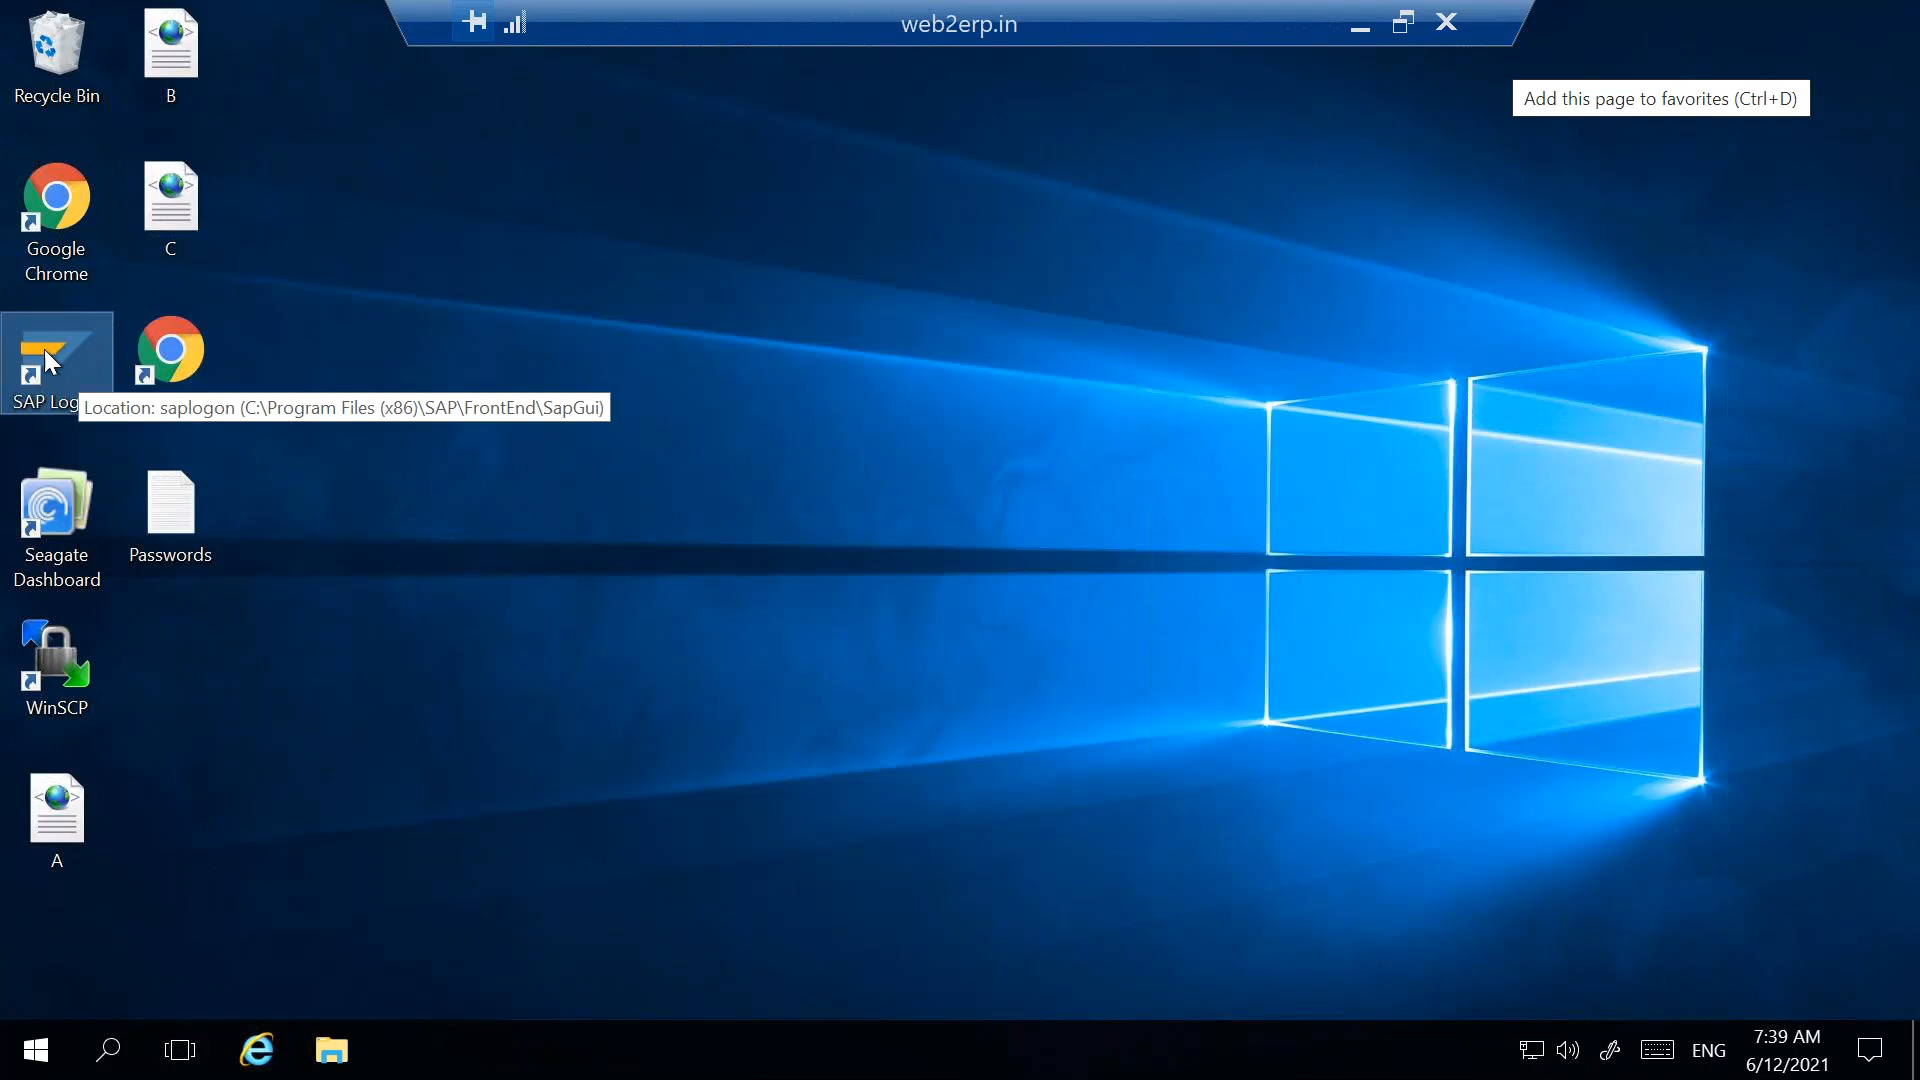 web2erp.in
Add this page to favorites (Ctrl+D)
Recycle Bin
B
Google
Chrome
C
SAP Log
Location: saplogon (C:\Program Files (x86)\SAP\FrontEnd\SapGui)
Seagate
Dashboard
Passwords
WinSCP
A
ENG
7:39 AM
6/12/2021